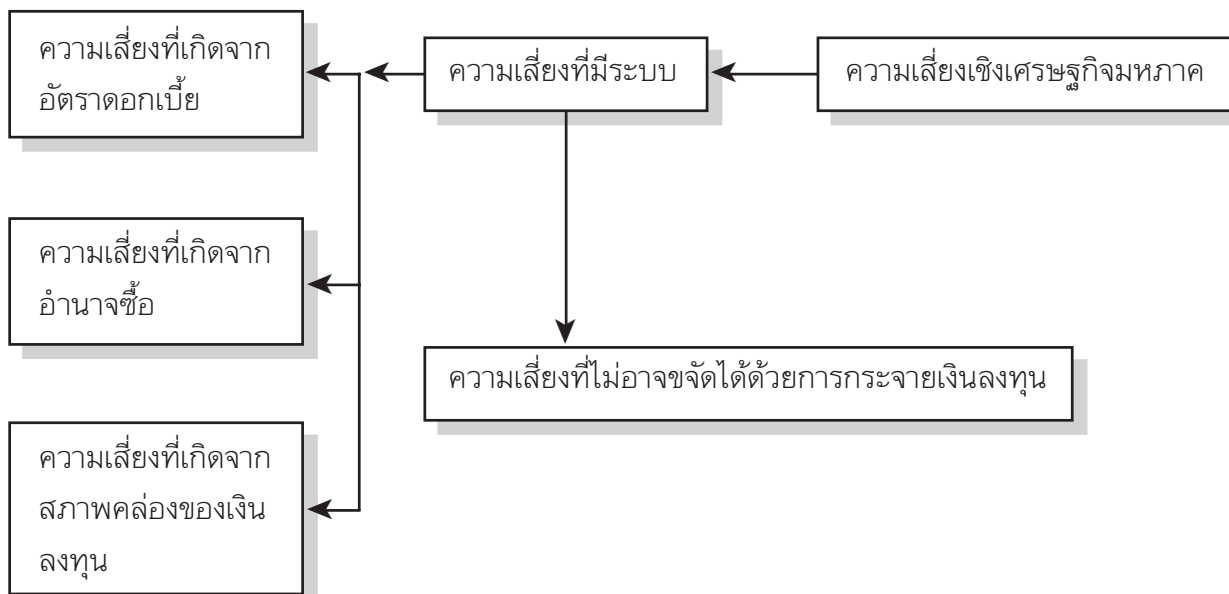 ความเสี่ยงที่เกิดจาก
อัตราดอกเบี้ย
ความเสี่ยงที่มีระบบ
ความเสี่ยงเชิงเศรษฐกิจมหภาค
ความเสี่ยงที่เกิดจาก
อำนาจซื้อ
ความเสี่ยงที่ไม่อาจขจัดได้ด้วยการกระจายเงินลงทุน
ความเสี่ยงที่เกิดจาก
สภาพคล่องของเงิน
ลงทุน